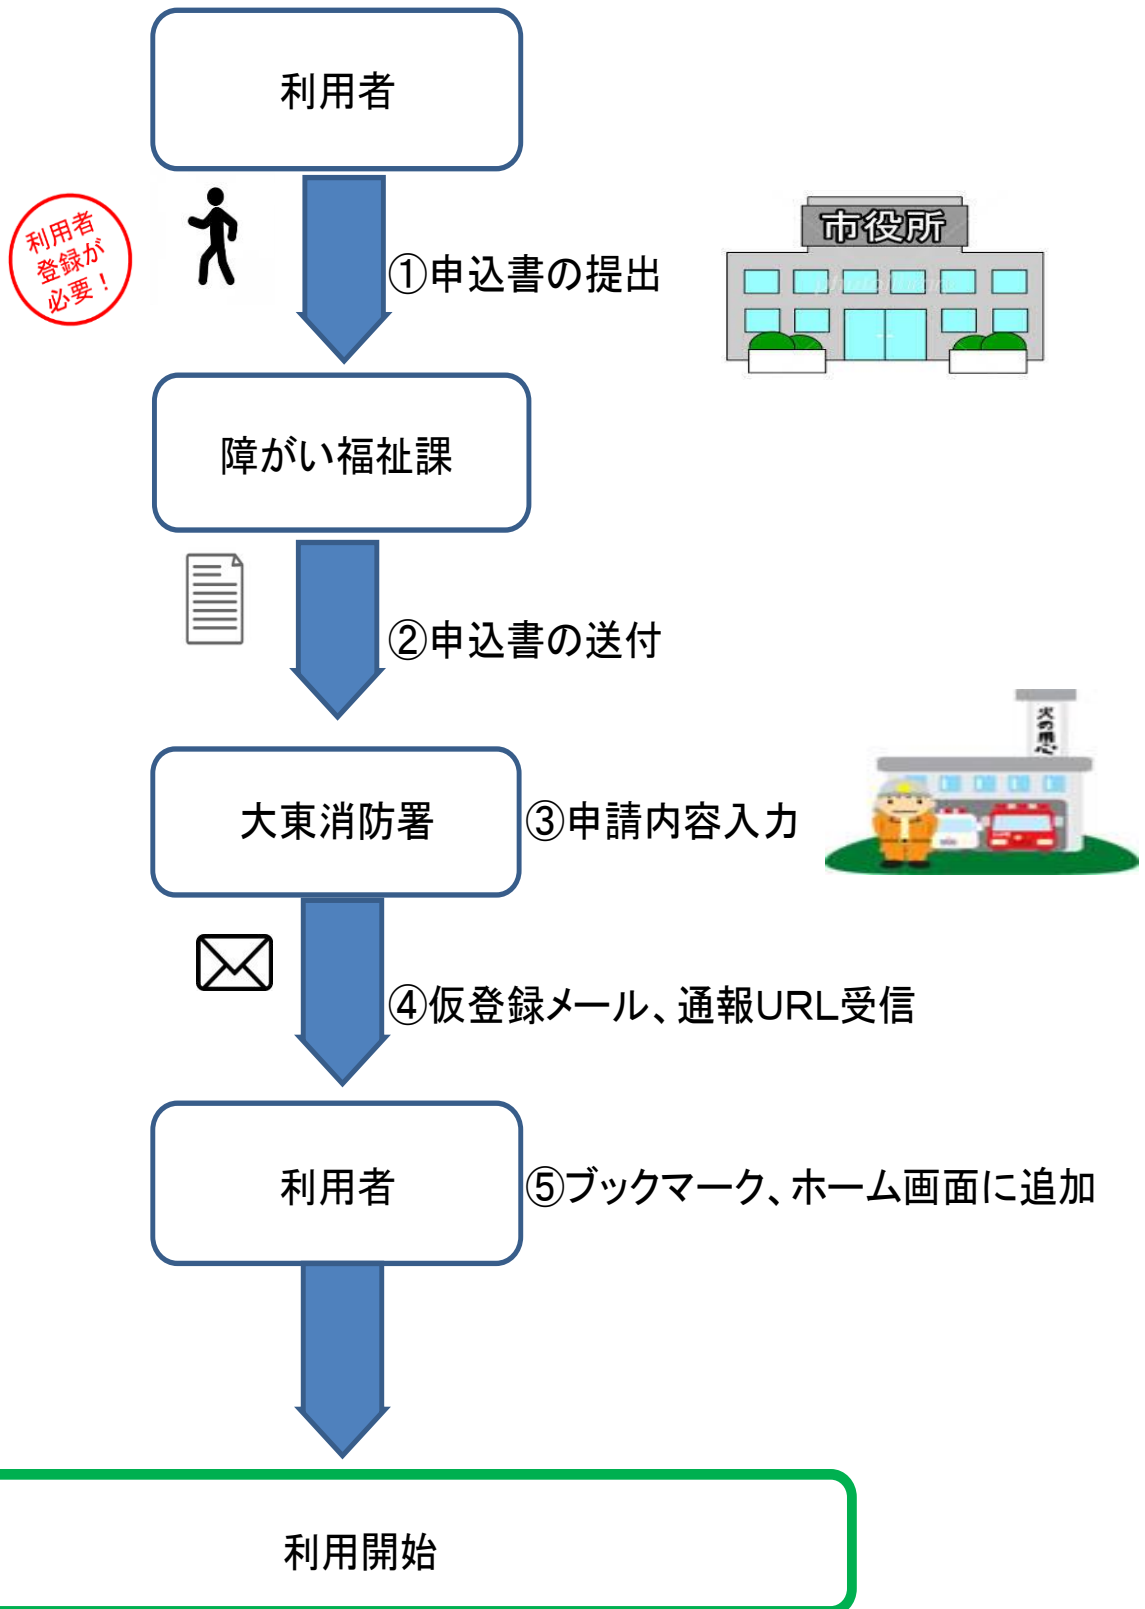 利用者
利用者
登録が
必要！
市役所
①申込書の提出
障がい福祉課
②申込書の送付
火の用心
大東消防署
③申請内容入力
④仮登録メール、通報URL受信
利用者
⑤ブックマーク、ホーム画面に追加
利用開始